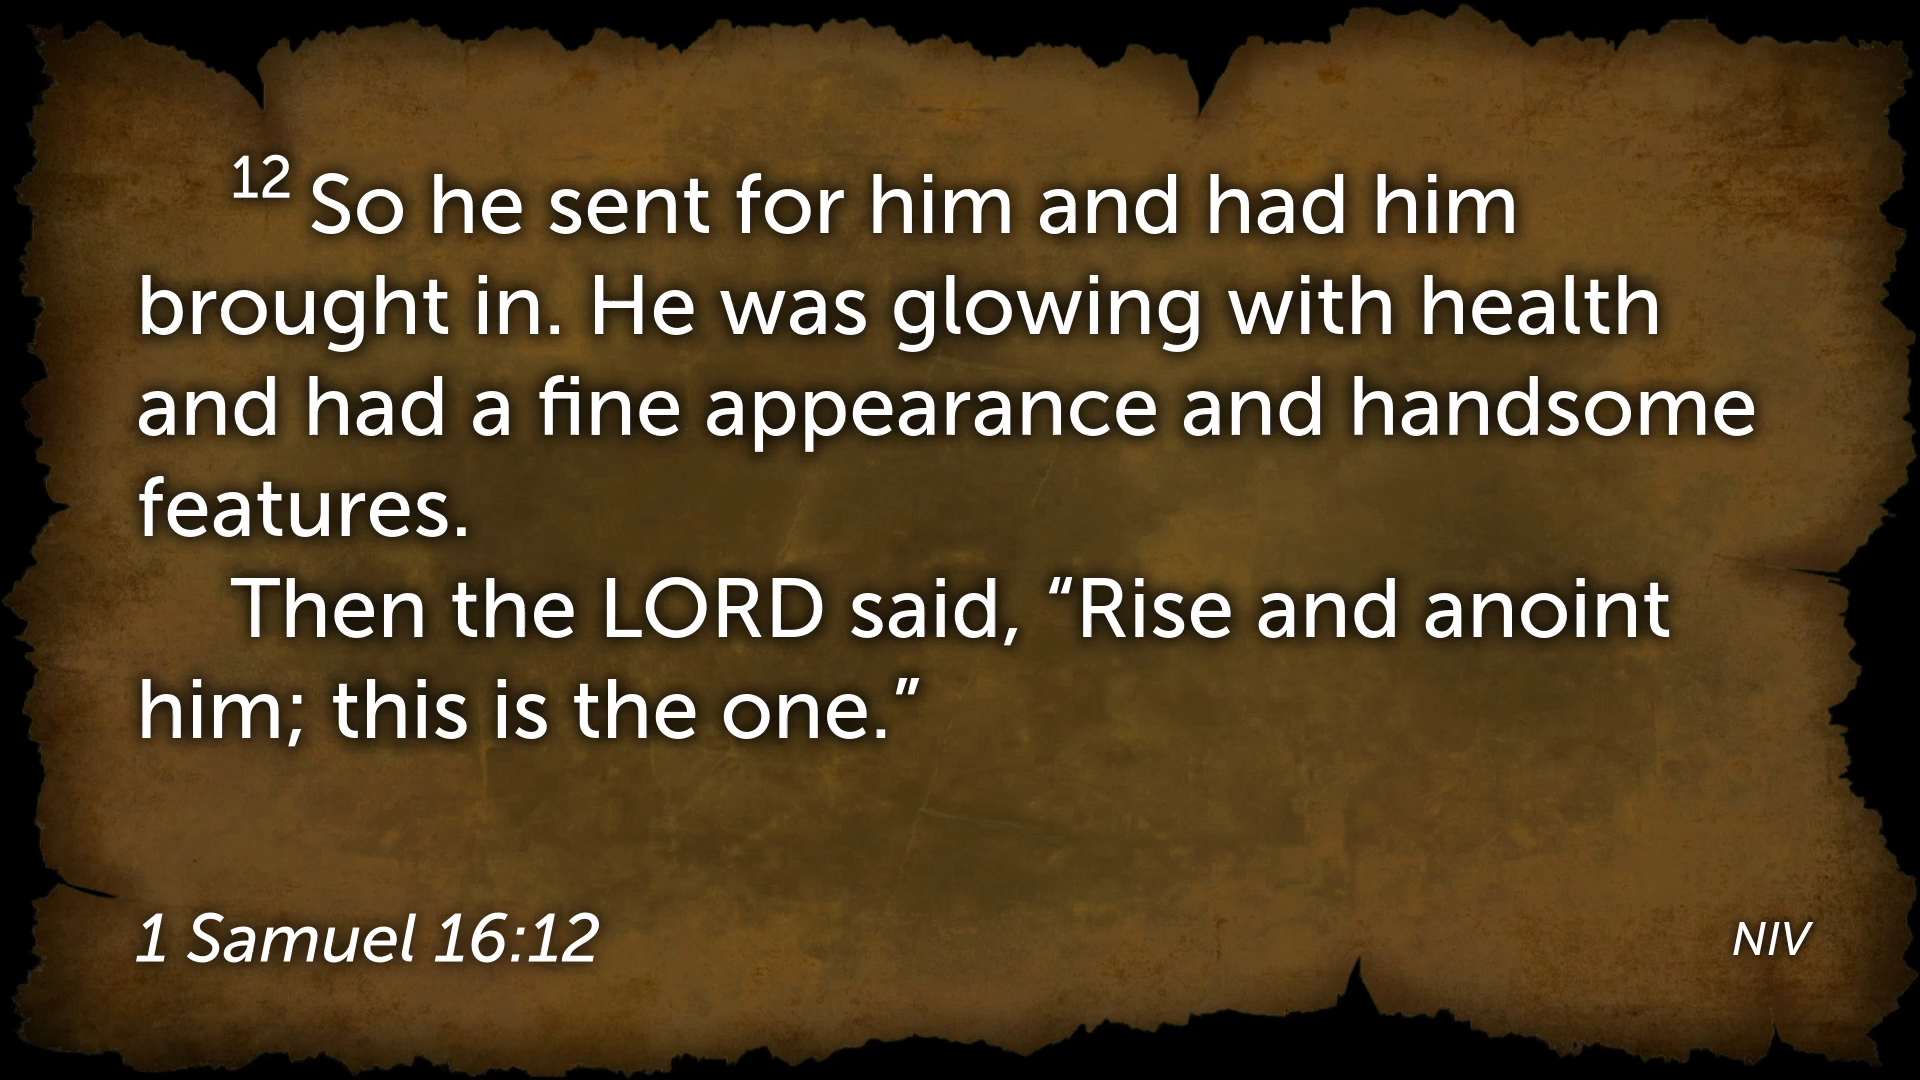 12 So he sent for him and had him
brought in. He was glowing with health
and had a fine appearance and handsome
features.
Then the LORD said, “Rise and anoint
him; this is the one.”
1 Samuel 16:12
NIV